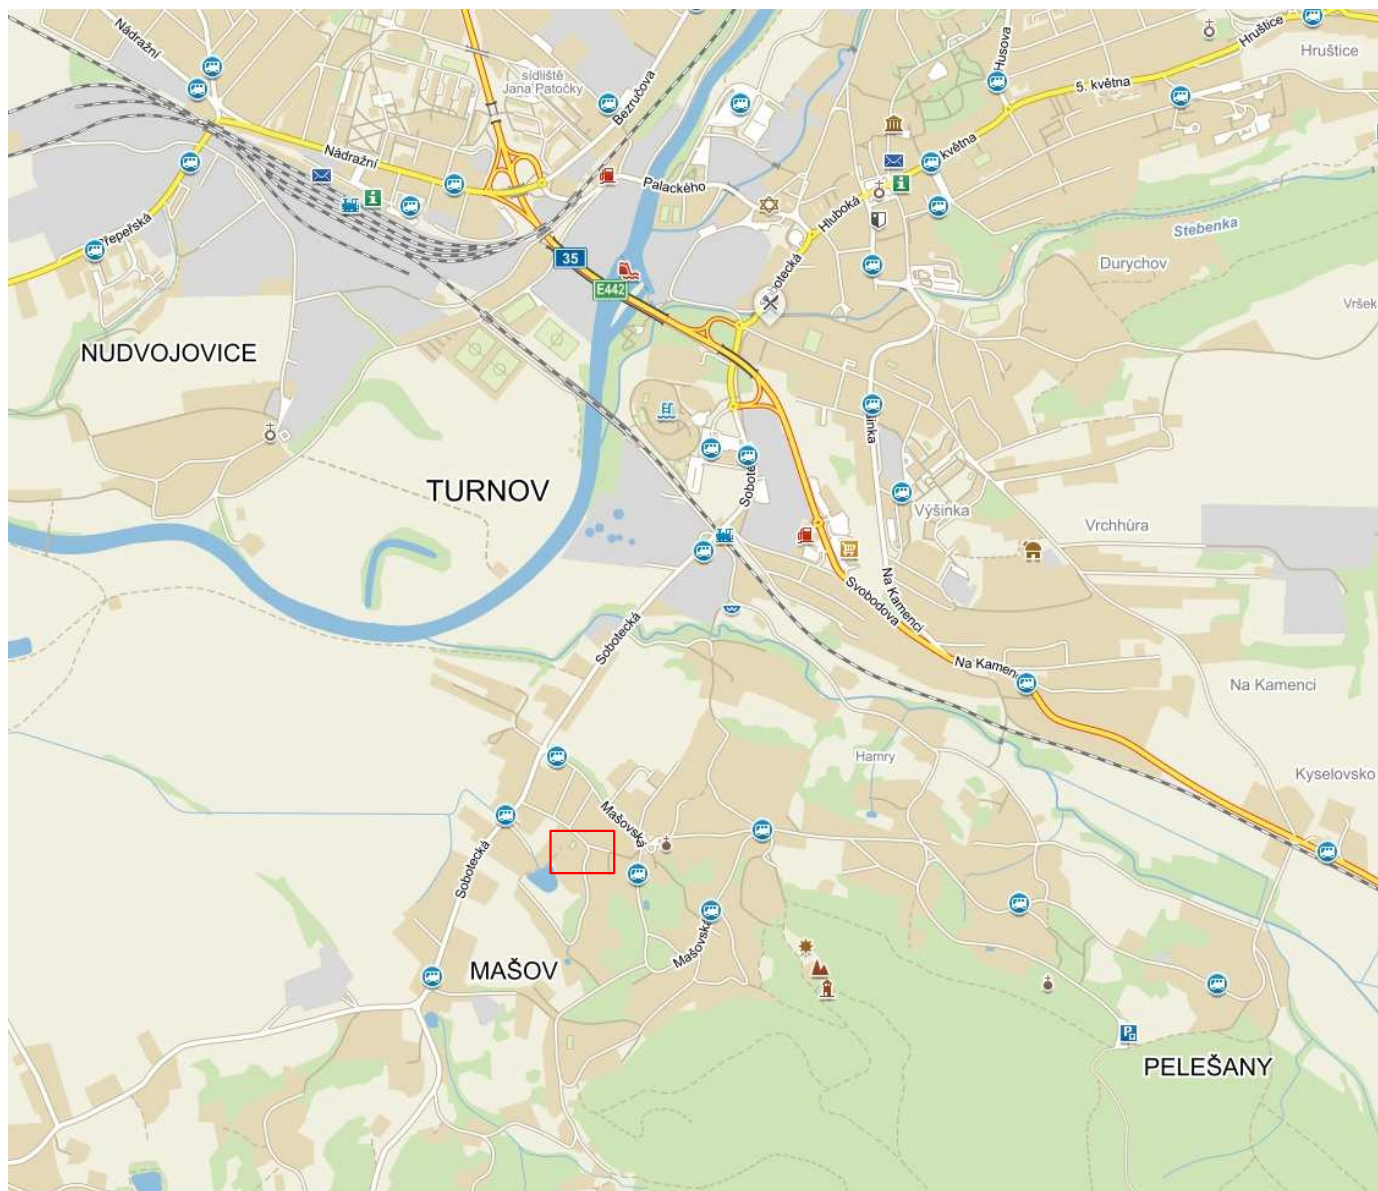 Nádražní
Husova
Hruštice
Hruštice
sídliště
Jana Patočky
Bezručova
5. května
května
Nádražní
Palackého
Hluboká
Stebenka
35
Durychov
E442
Vršek
NUDVOJOVICE
TURNOV
Výšinka
Vrchhůra
Na Kamenci
Svobodova
Sobotecká
Na Kamenci
Na Kamenci
Hamry
Kyselovsko
Mašovská
Sobotecká
Mašovská
MAŠOV
P
PELEŠANY